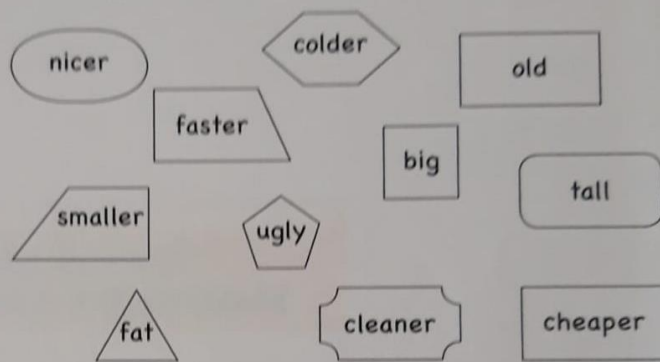 nicer
colder
old
faster
big
tall
smaller
ugly
fat
cleaner
cheaper